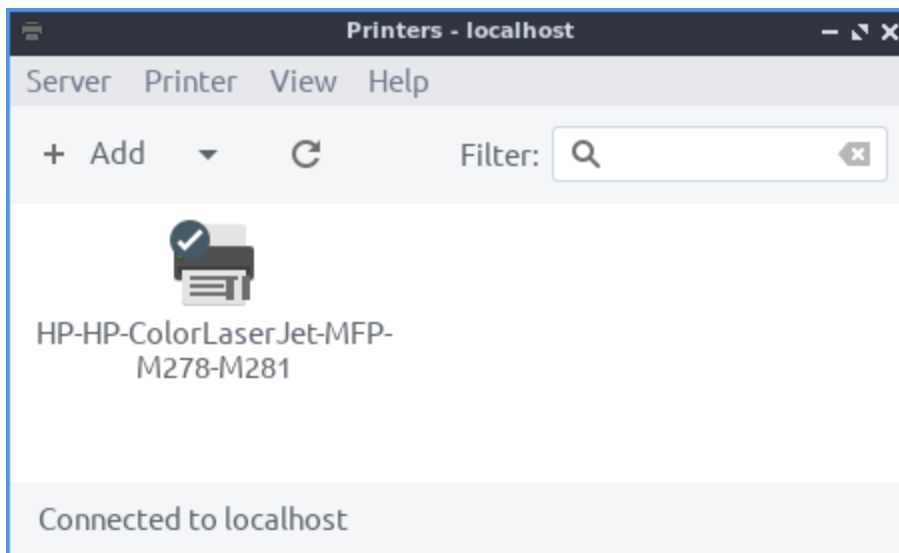 Printers - localhost
Server Printer View Help
+ Add Filter:
HP-HP-ColorLaserJet-MFP-
M278-M281
Connected to localhost